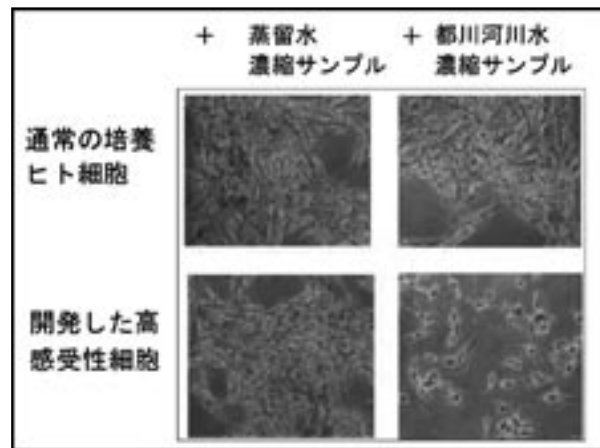 + 蒸留水
濃縮サンプル
+ 都川河川水
濃縮サンプル
通常の培養
ヒト細胞
開発した高
感受性細胞